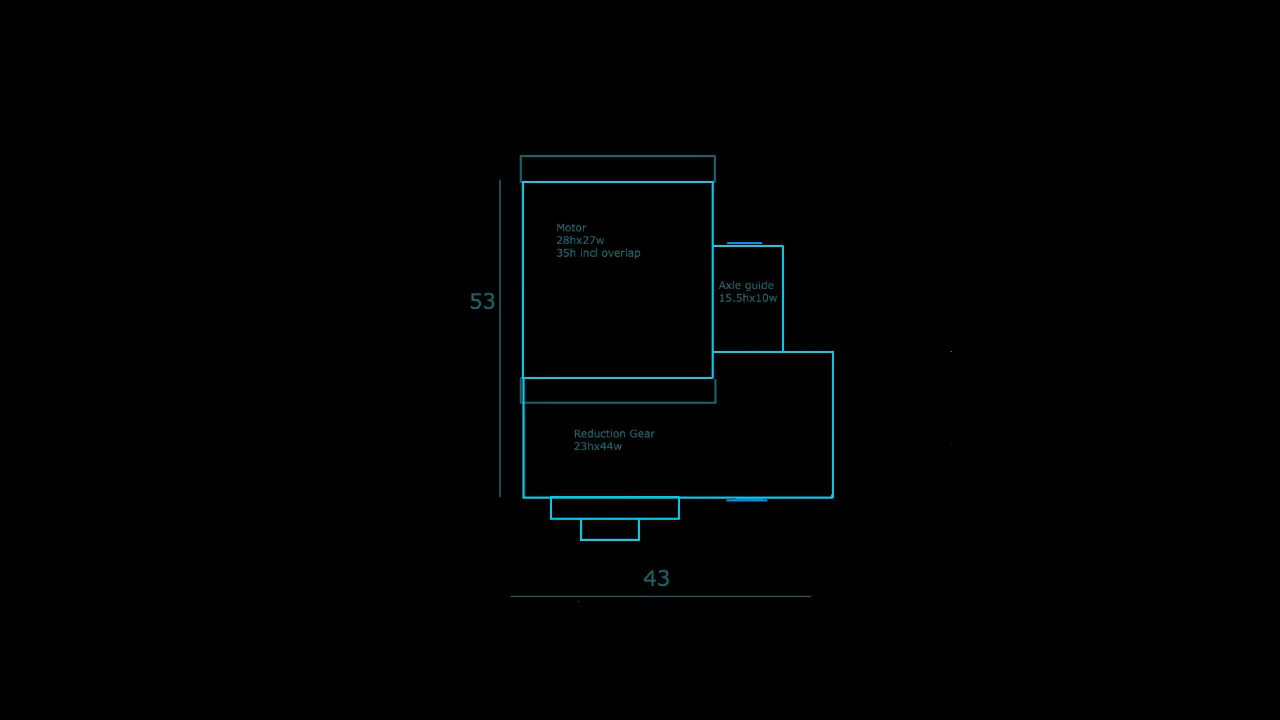 Motor
28hx27w
35h incl overlap
Axle guide
15.5hx10w
53
Reduction Gear
23hx44w
43